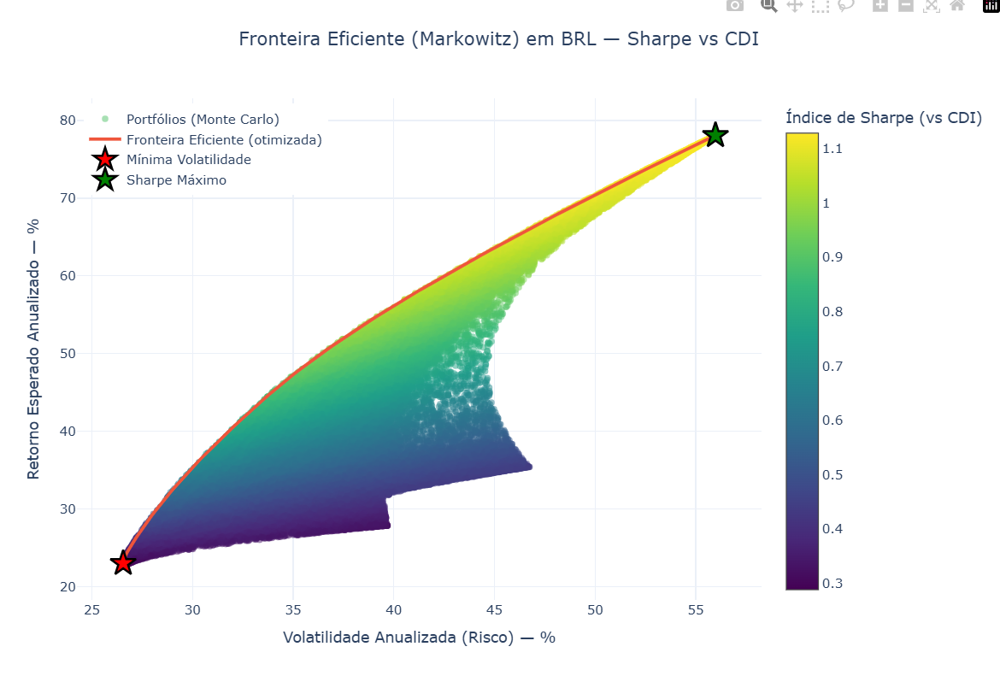 Fronteira Eficiente (Markowitz) em BRL — Sharpe vs CDI
Portfólios (Monte Carlo)
Fronteira Eficiente (otimizada)
Mínima Volatilidade
Sharpe Máximo
Índice de Sharpe (vs CDI)
1.1
1
0.9
0.8
0.7
0.6
0.5
0.4
0.3
Retorno Esperado Anualizado — %
80
70
60
50
40
30
20
25 30 35 40 45 50 55
Volatilidade Anualizada (Risco) — %